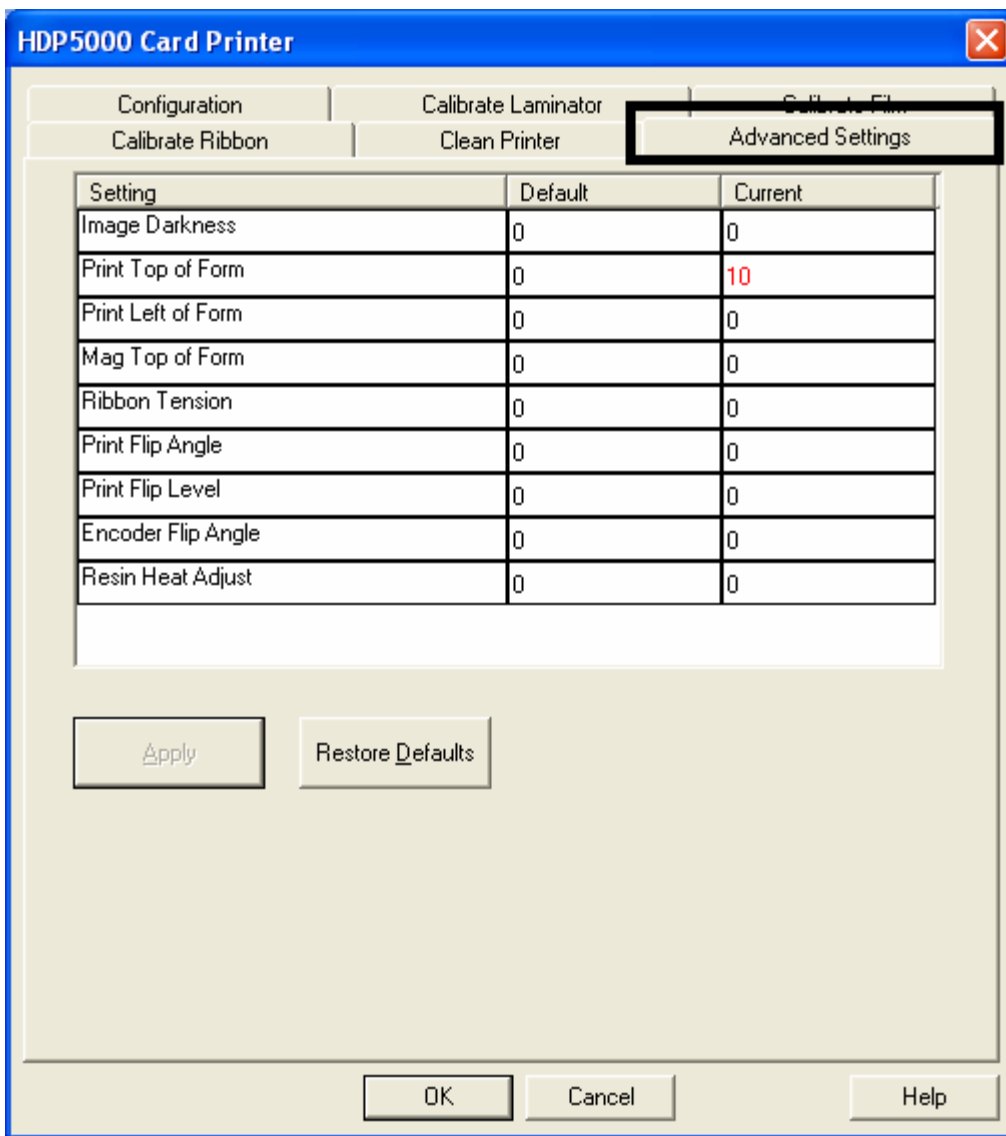 HDP5000 Card Printer
Configuration Calibrate Laminator Calibrate Film
Calibrate Ribbon Clean Printer Advanced Settings
Setting Default Current
Image Darkness 0 0
Print Top of Form 0 10
Print Left of Form 0 0
Mag Top of Form 0 0
Ribbon Tension 0 0
Print Flip Angle 0 0
Print Flip Level 0 0
Encoder Flip Angle 0 0
Resin Heat Adjust 0 0
Apply Restore Defaults
OK Cancel Help